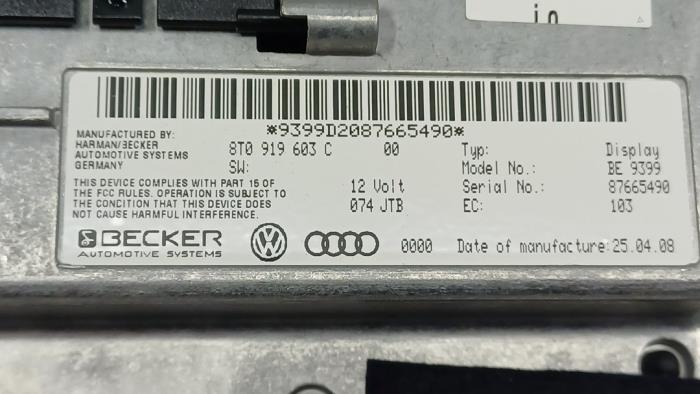 in
*9399D2087665490*
MANUFACTURED BY:
HARMAN/BECKER
AUTOMOTIVE SYSTEMS
GERMANY
8T0 919 603 C 00
SW:
Typ: Display
Model No.: BE 9399
THIS DEVICE COMPLIES WITH PART 15 OF
THE FCC RULES. OPERATION IS SUBJECT TO
THE CONDITION THAT THIS DEVICE DOES
NOT CAUSE HARMFUL INTERFERENCE.
12 Volt
074 JTB
Serial No.: 87665490
EC: 103
BECKER
AUTOMOTIVE SYSTEMS
0000
Date of manufacture:25.04.08